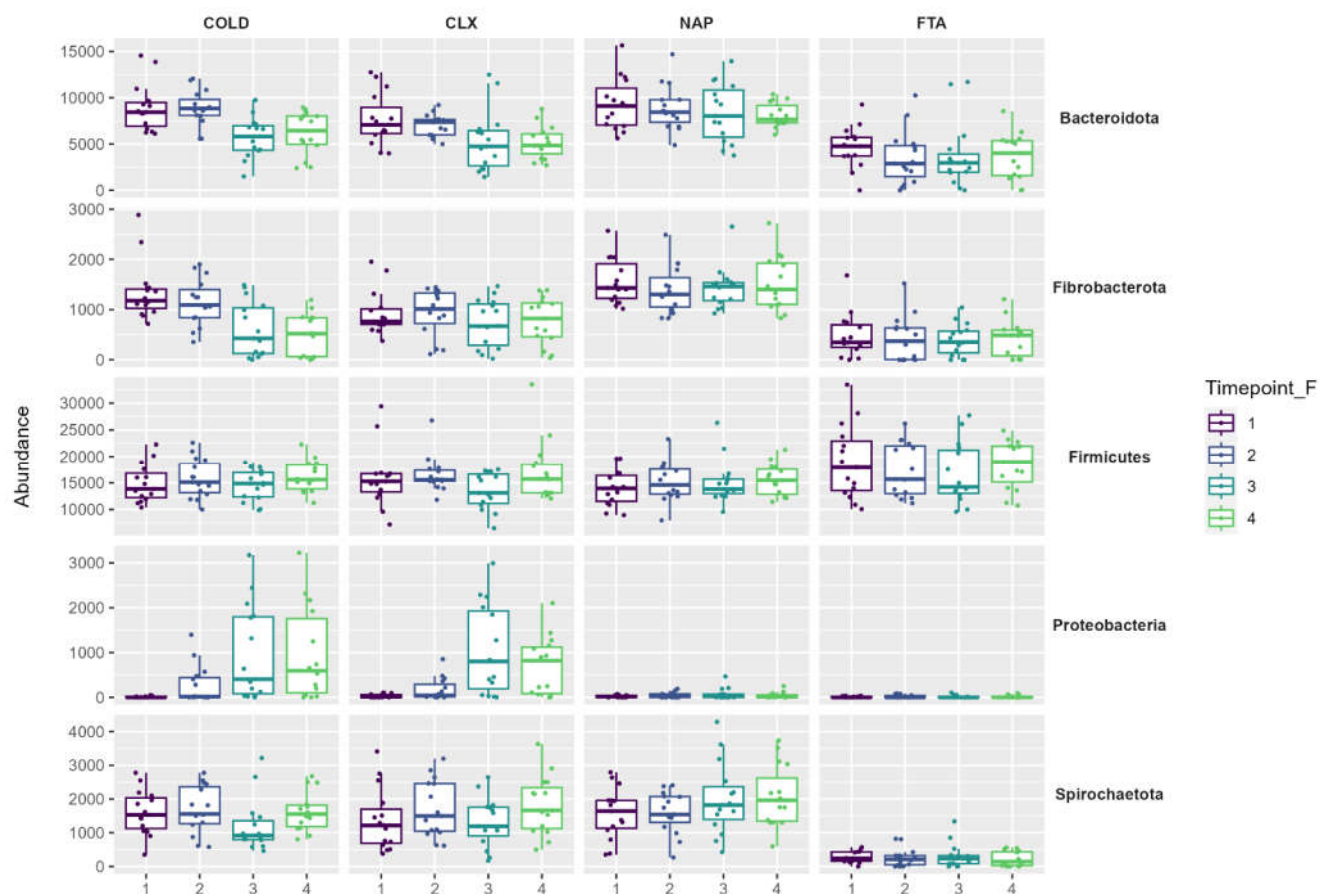 COLD CLX NAP FTA
15000
10000
5000
0
Bacteroidota
3000
2000
1000
0
Fibrobacterota
30000
25000
20000
15000
10000
Firmicutes
3000
2000
1000
0
Proteobacteria
4000
3000
2000
1000
0
Spirochaetota
1 2 3 4 1 2 3 4 1 2 3 4 1 2 3 4
Abundance
Timepoint_F
1
2
3
4